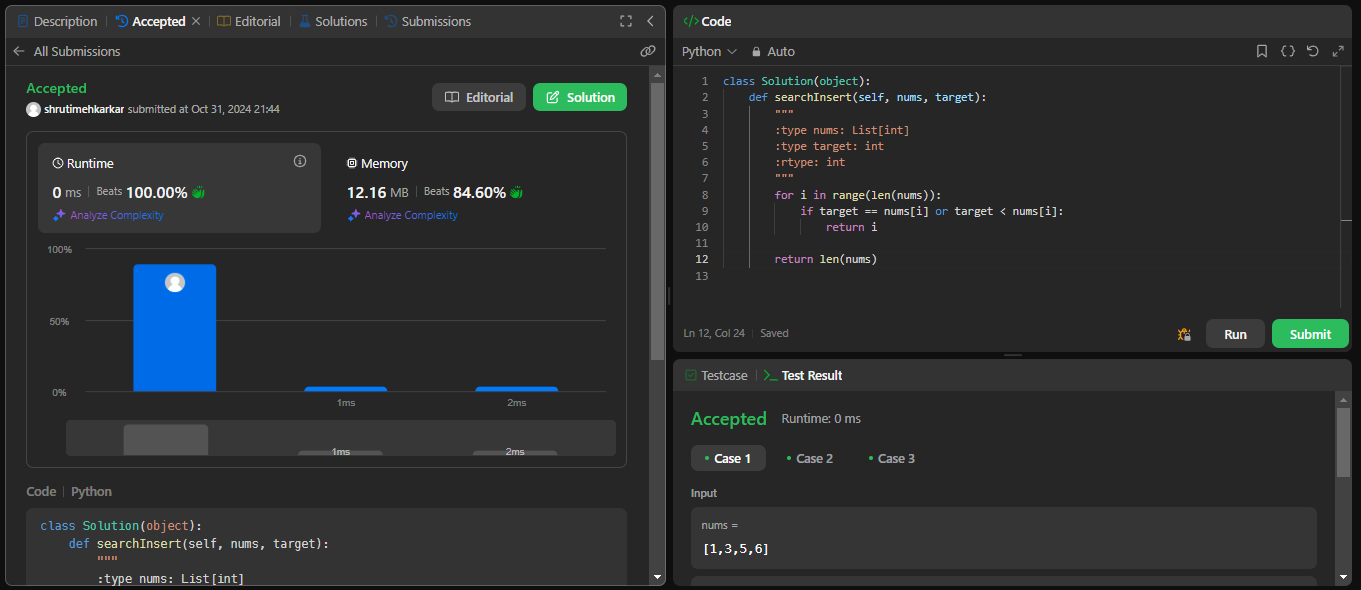 Description
Accepted
Editorial
Solutions
Submissions
All Submissions
Accepted
shrutimehkarkar submitted at Oct 31, 2024 21:44
Editorial
Solution
Runtime
0 ms Beats 100.00%
Analyze Complexity
Memory
12.16 MB Beats 84.60%
Analyze Complexity
100%
50%
0%
1ms
2ms
1ms
2ms
Code | Python
class Solution(object):
def searchInsert(self, nums, target):
"""
:type nums: List[int]
Code
Python
Auto
1 class Solution(object):
2 def searchInsert(self, nums, target):
3 """
4 :type nums: List[int]
5 :type target: int
6 :rtype: int
7 """
8 for i in range(len(nums)):
9 if target == nums[i] or target < nums[i]:
10 return i
11
12 return len(nums)
13
Ln 12, Col 24 | Saved
Run
Submit
Testcase
>_ Test Result
Accepted Runtime: 0 ms
Case 1
Case 2
Case 3
Input
nums =
[1,3,5,6]